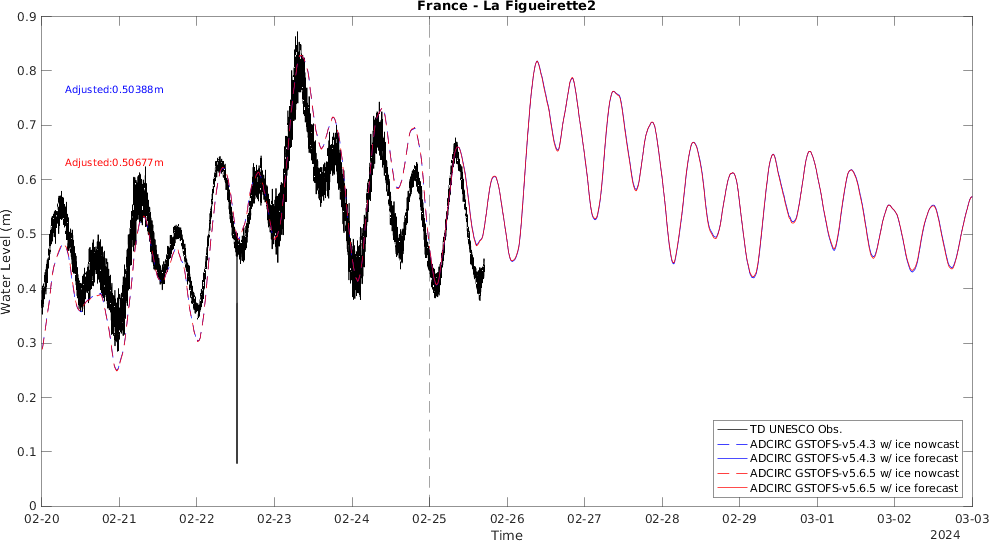 France - La Figueirette2
Water Level (m)
0.9
0.8
0.7
0.6
0.5
0.4
0.3
0.2
0.1
0
Adjusted:0.50388m
Adjusted:0.50677m
TD UNESCO Obs.
ADCIRC GSTOFS-v5.4.3 w/ ice nowcast
ADCIRC GSTOFS-v5.4.3 w/ ice forecast
ADCIRC GSTOFS-v5.6.5 w/ ice nowcast
ADCIRC GSTOFS-v5.6.5 w/ ice forecast
02-20 02-21 02-22 02-23 02-24 02-25 02-26 02-27 02-28 02-29 03-01 03-02 03-03
Time
2024